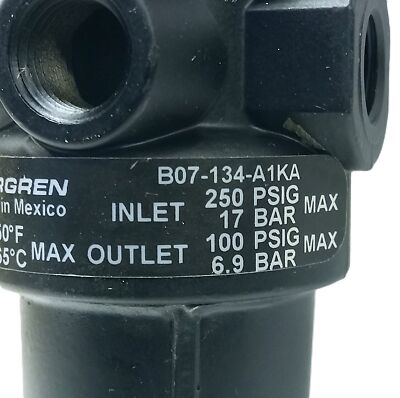 B07-134-A1KA
RGREN
in Mexico
INLET 250 PSIG MAX
17 BAR
0°F
5°C MAX OUTLET 100 PSIG MAX
6.9 BAR